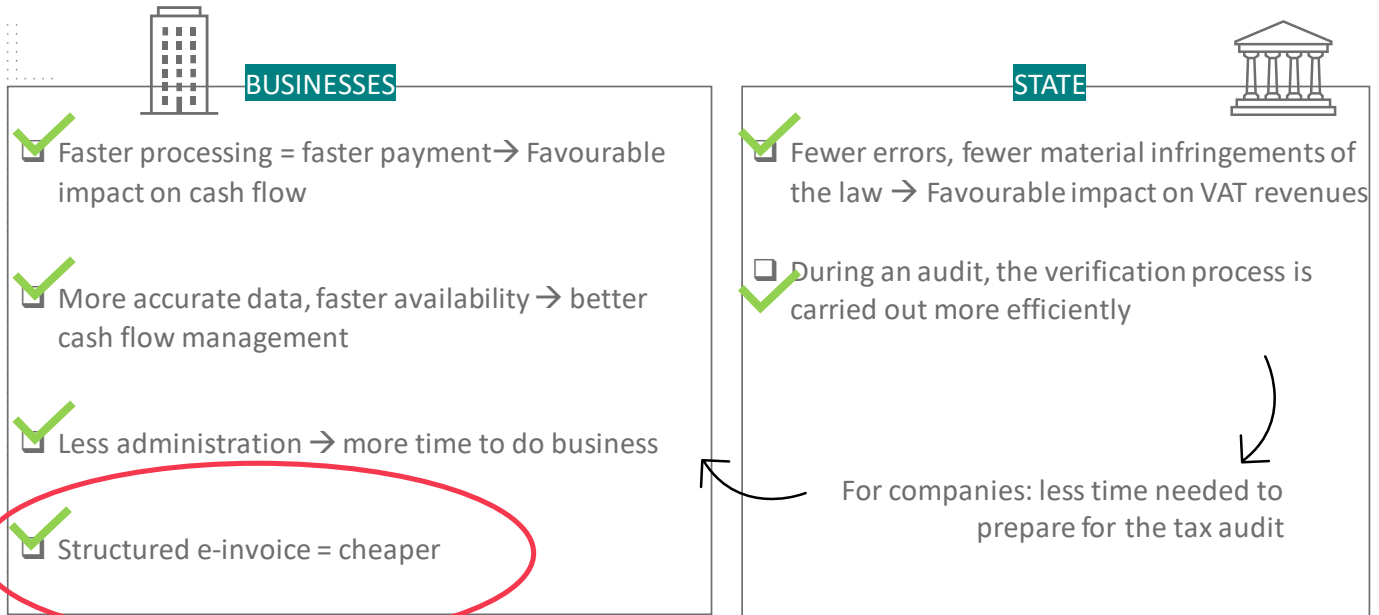 BUSINESSES
Faster processing = faster payment→ Favourable
impact on cash flow
More accurate data, faster availability → better
cash flow management
Less administration → more time to do business
Structured e-invoice = cheaper
STATE
Fewer errors, fewer material infringements of
the law → Favourable impact on VAT revenues
During an audit, the verification process is
carried out more efficiently
For companies: less time needed to
prepare for the tax audit